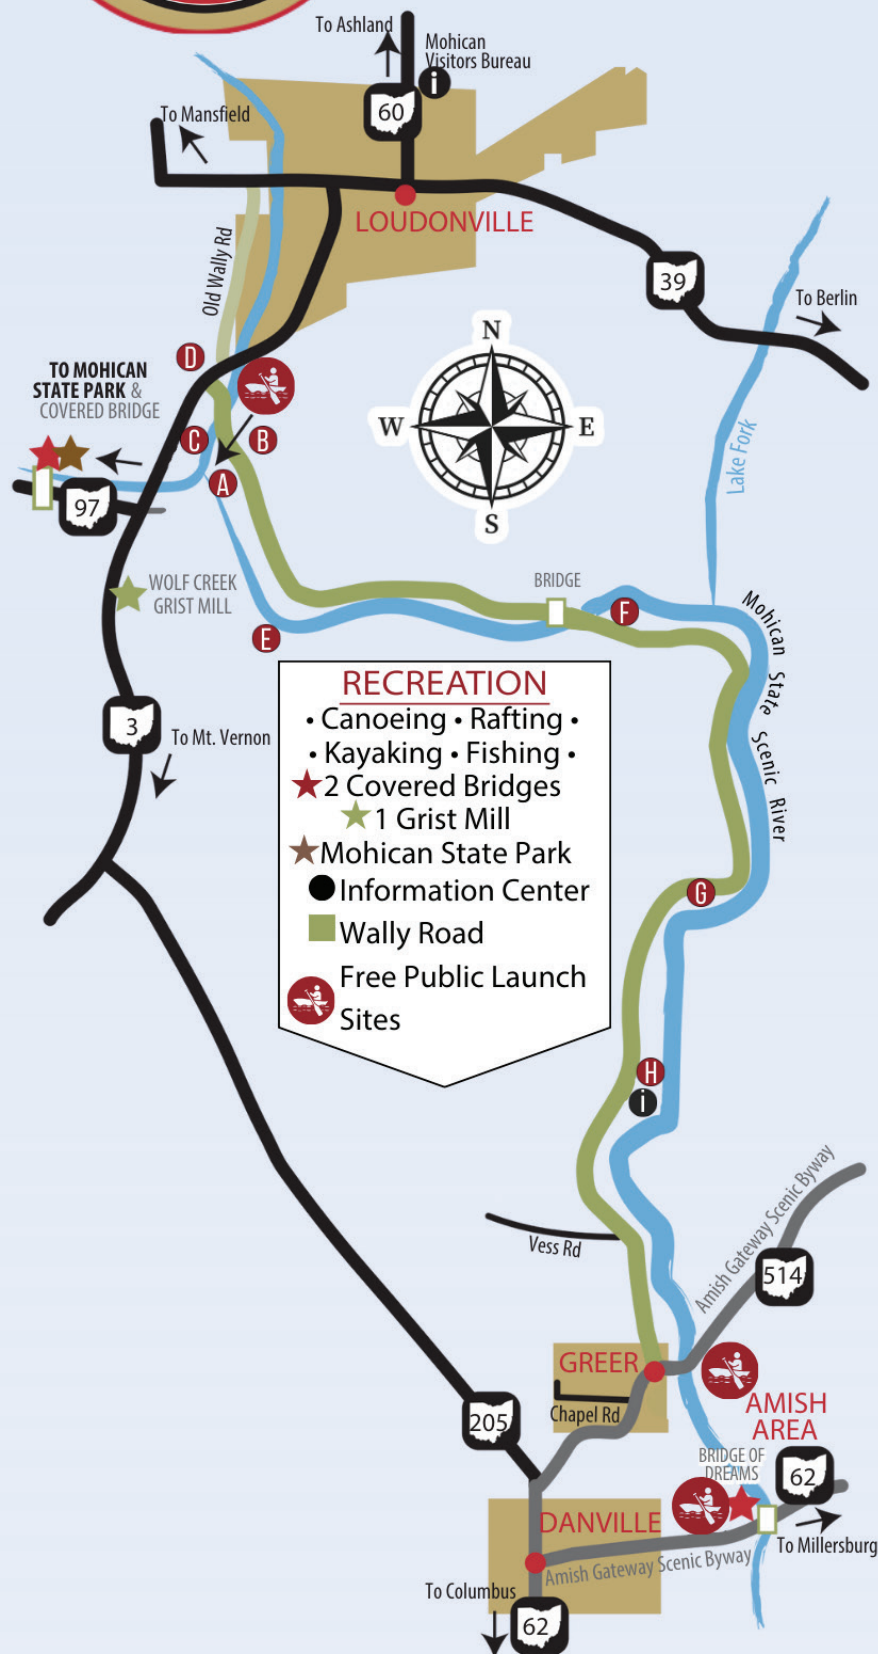 To Ashland
Mohican
Visitors Bureau
i
60
To Mansfield
LOUDONVILLE
Old Wally Rd
39
To Berlin
N
W
E
S
D
TO MOHICAN
STATE PARK &
COVERED BRIDGE
C
B
A
97
Lake Fork
WOLF CREEK
GRIST MILL
BRIDGE
F
E
Mohican State Scenic River
RECREATION
• Canoeing • Rafting •
• Kayaking • Fishing •
2 Covered Bridges
1 Grist Mill
Mohican State Park
Information Center
Wally Road
Free Public Launch
Sites
3
To Mt. Vernon
G
H
i
Vess Rd
Amish Gateway Scenic Byway
514
GREER
Chapel Rd
205
AMISH
AREA
BRIDGE OF
DREAMS
62
DANVILLE
To Millersburg
Amish Gateway Scenic Byway
To Columbus
62